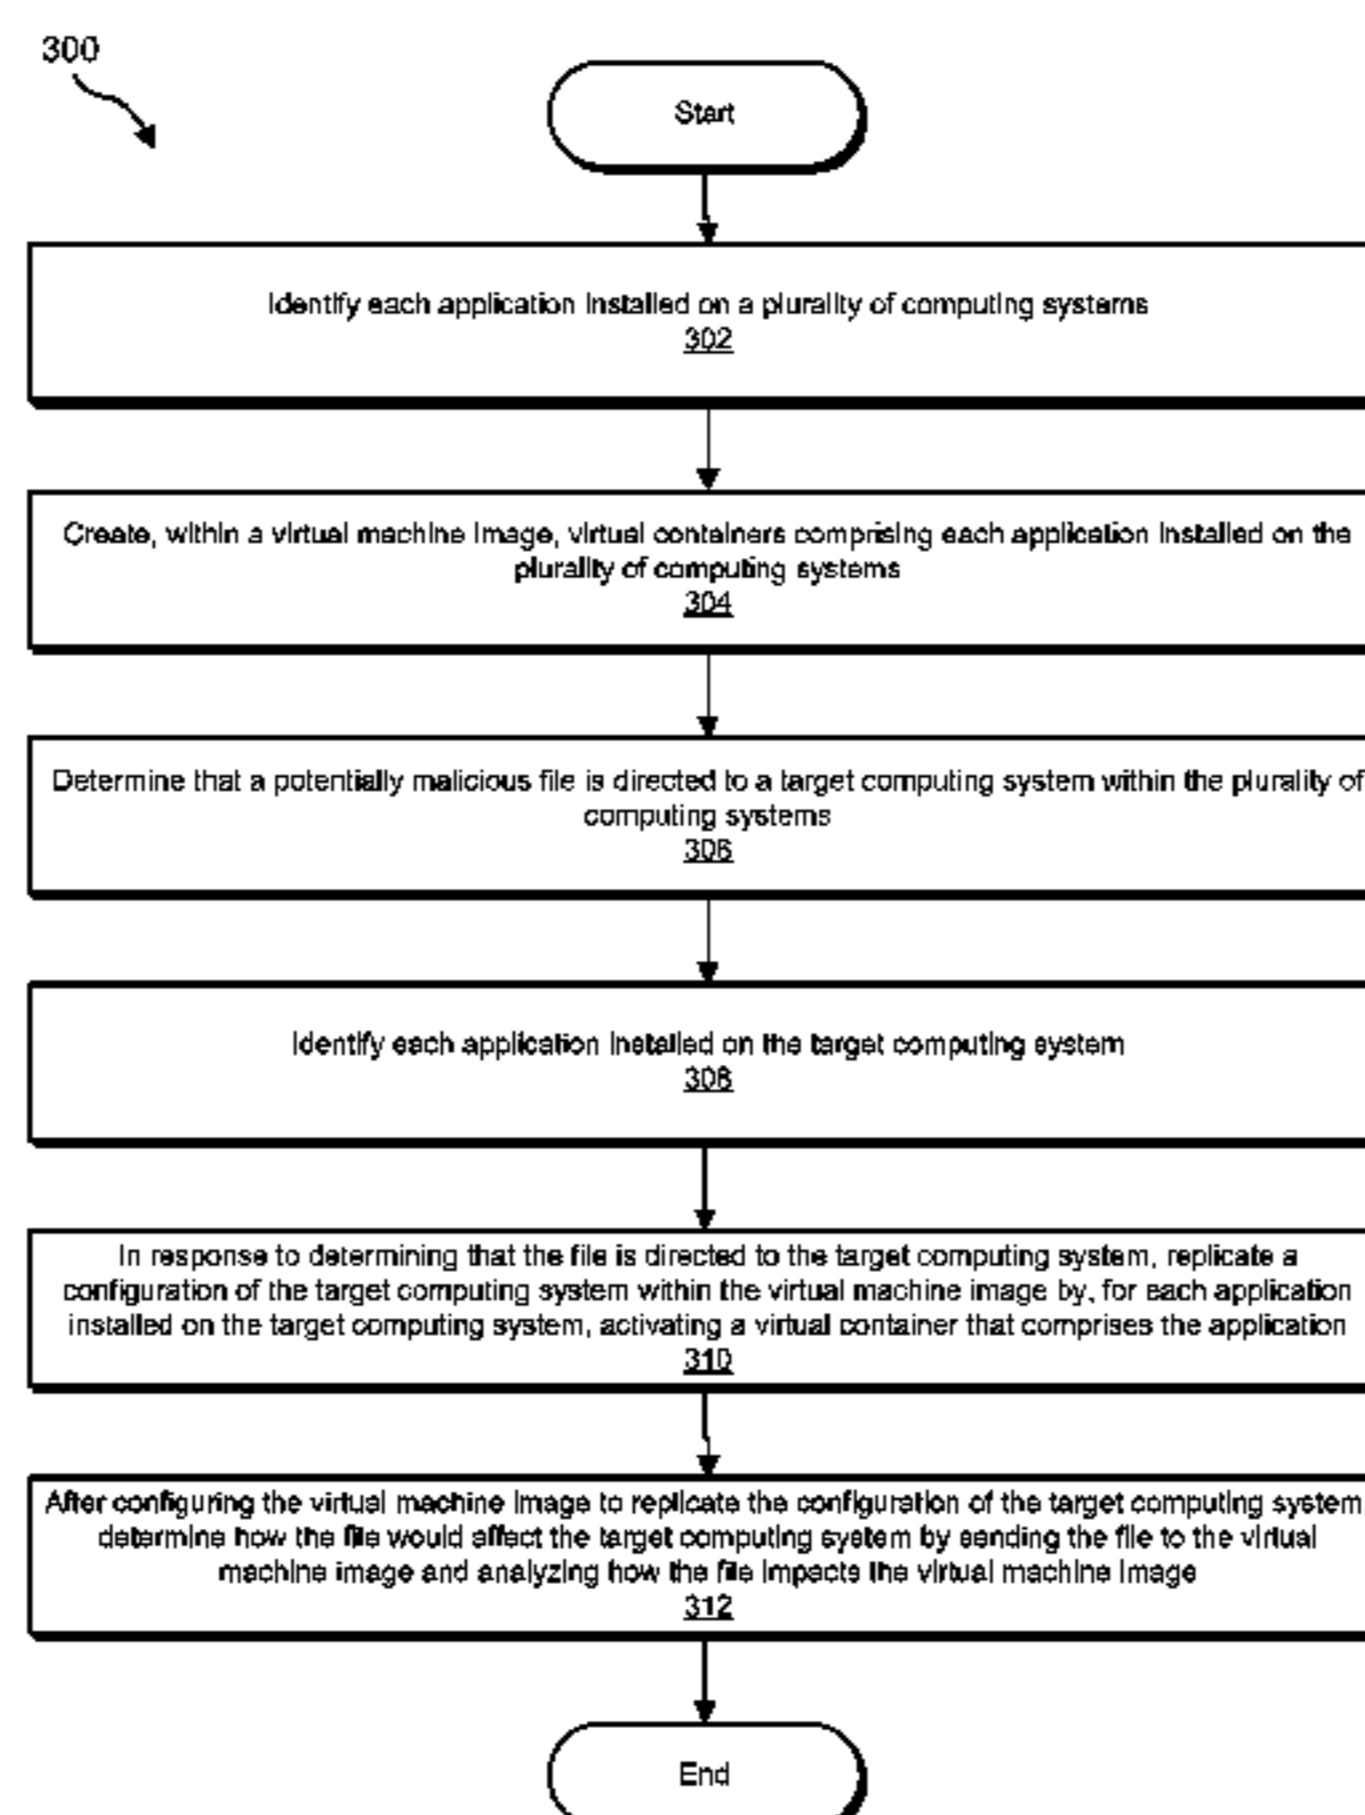 300
Start
Identify each application installed on a plurality of computing systems
302
Create, within a virtual machine image, virtual containers comprising each application installed on the
plurality of computing systems
304
Determine that a potentially malicious file is directed to a target computing system within the plurality of
computing systems
306
Identify each application installed on the target computing system
308
In response to determining that the file is directed to the target computing system, replicate a
configuration of the target computing system within the virtual machine image by, for each application
installed on the target computing system, activating a virtual container that comprises the application
310
After configuring the virtual machine image to replicate the configuration of the target computing system
determine how the file would affect the target computing system by sending the file to the virtual
machine image and analyzing how the file impacts the virtual machine image
312
End